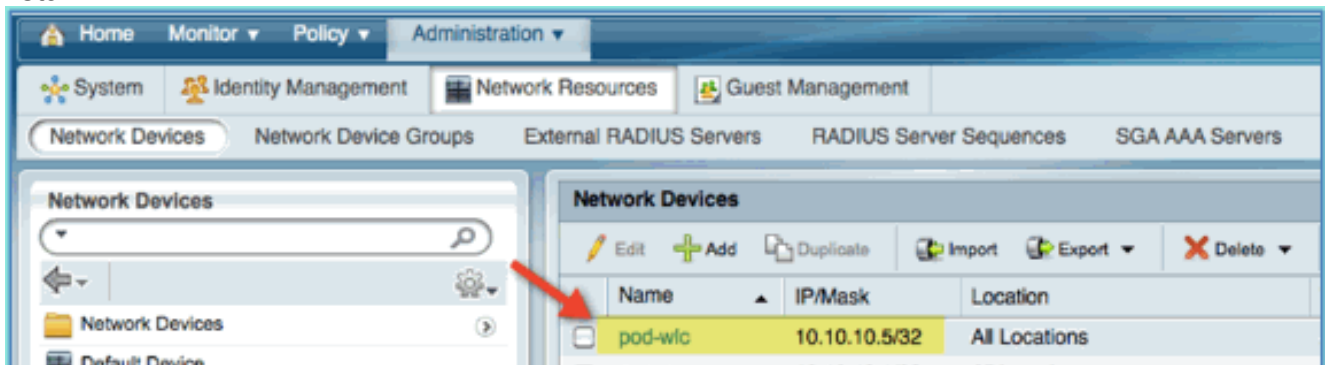 Home Monitor Policy Administration
System Identity Management Network Resources Guest Management
Network Devices Network Device Groups External RADIUS Servers RADIUS Server Sequences SGA AAA Servers
Network Devices
Network Devices
Default Device
Network Devices
Edit Add Duplicate Import Export Delete
Name IP/Mask Location
pod-wlc 10.10.10.5/32 All Locations